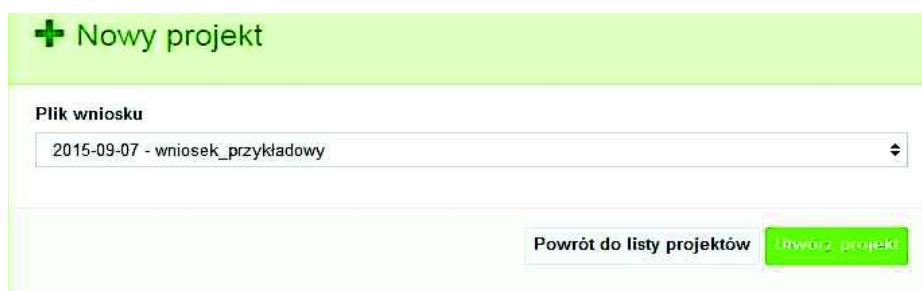 Nowy projekt
Plik wniosku
2015-09-07 - wniosek_przykładowy
Powrót do listy projektów
Utwórz projekt